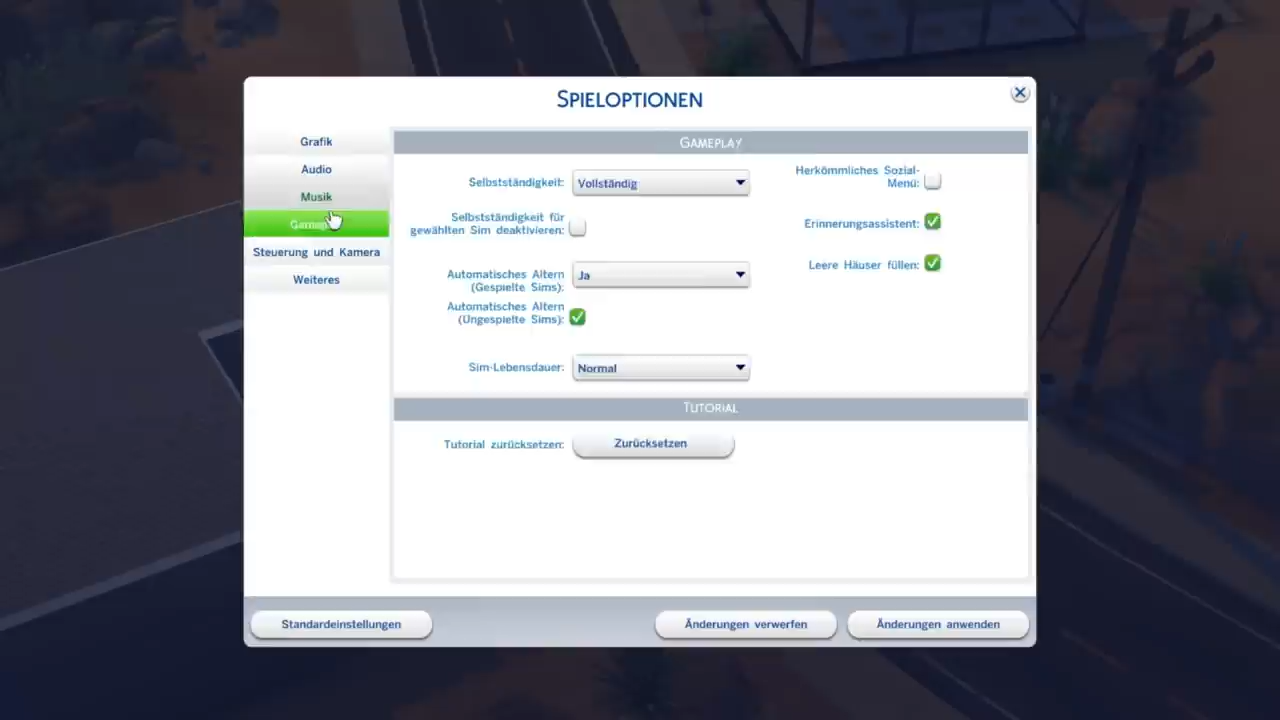 SPIELOPTIONEN
Grafik
Audio
Musik
Gameplay
Steuerung und Kamera
Weiteres
GAMEPLAY
Selbstständigkeit:
Vollständig
Selbstständigkeit für
gewählten Sim deaktivieren:
Automatisches Altern
(Gespielte Sims):
Ja
Automatisches Altern
(Ungespielte Sims):
Sim-Lebensdauer:
Normal
Herkömmliches Sozial-
Menü:
Erinnerungsassistent:
Leere Häuser füllen:
TUTORIAL
Tutorial zurücksetzen:
Zurücksetzen
Standardeinstellungen
Änderungen verwerfen
Änderungen anwenden